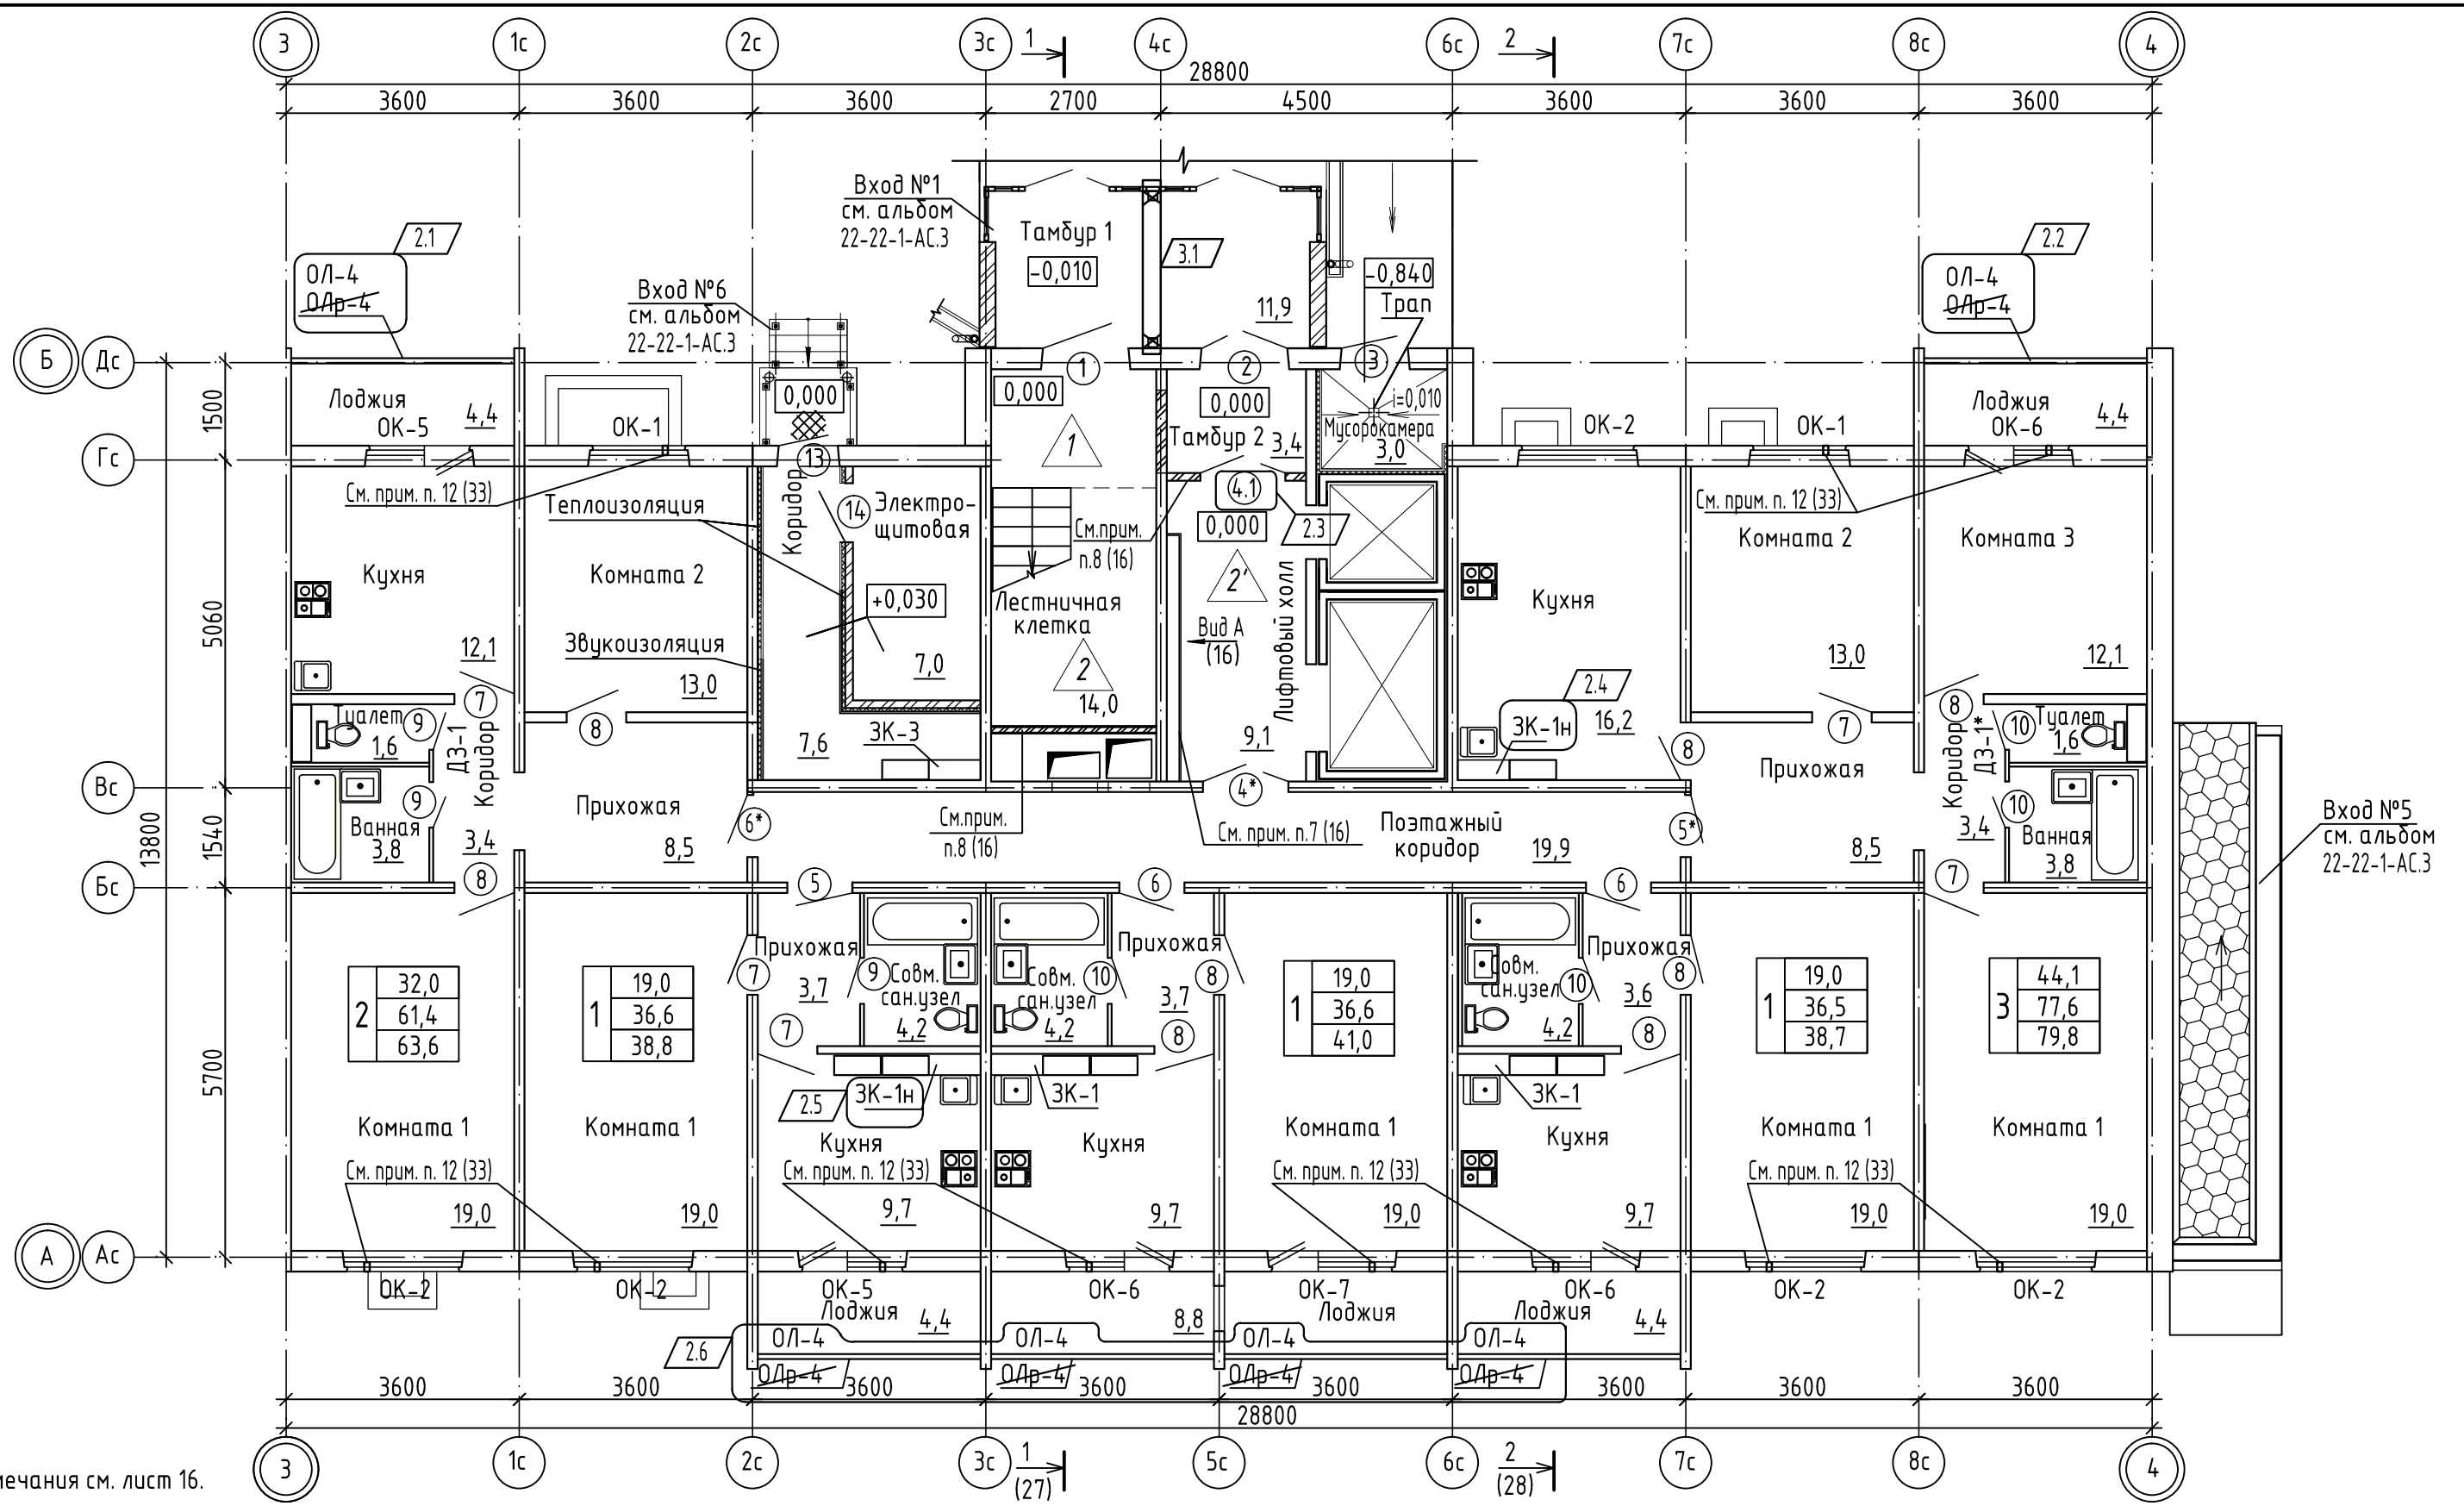 3 1с 2с 3с 1 4с 6с 2 7с 8с 4
28800
3600 3600 3600 2700 4500 3600 3600 3600
Вход №1
см. альбом
22-22-1-АС.3
Тамбур 1
-0,010
3.1
11,9
-0,840
Трап
2.1
ОЛ-4
ОЛр-4
Вход №6
см. альбом
22-22-1-АС.3
2.2
ОЛ-4
ОЛр-4
Б Дс
Гс
Вс
Бс
А Ас
13800
1500
5060
1540
5700
Лоджия
4,4
ОК-5
ОК-1
0,000
13
0,000
1
1
2
0,000
Тамбур 2
3,4
3
i=0,010
Мусорокамера
3,0
ОК-2
ОК-1
Лоджия
ОК-6
4,4
См. прим. п. 12 (33)
Теплоизоляция
Звукоизоляция
Коридор
14
Электро-
щитовая
+0,030
7,0
См.прим.
п.8 (16)
Лестничная
клетка
2
14,0
4.1
0,000
2.3
2'
Вид А
(16)
Лифтовый холл
9,1
См. прим. п. 12 (33)
Кухня
12,1
Комната 2
13,0
Кухня
16,2
2.4
ЗК-1н
Комната 2
13,0
Комната 3
12,1
7
8
Туалет
9
1,6
ДЗ-1
Коридор
9
Ванная
3,8
3,4
8
Прихожая
8,5
6*
7,6
ЗК-3
См.прим.
п.8 (16)
4*
См. прим. п.7 (16)
Поэтажный
коридор
19,9
5*
8
7
Прихожая
8,5
8
Коридор
ДЗ-1*
10
Туалет
1,6
10
Ванная
3,8
3,4
7
Вход №5
см. альбом
22-22-1-АС.3
5
6
6
2
32,0
61,4
63,6
1
19,0
36,6
38,8
7
Прихожая
3,7
9
Совм.
сан.узел
4,2
7
Совм.
сан.узел
4,2
10
Прихожая
3,7
8
8
1
19,0
36,6
41,0
Совм.
сан.узел
4,2
10
Прихожая
3,6
8
8
1
19,0
36,5
38,7
3
44,1
77,6
79,8
2.5
ЗК-1н
ЗК-1
ЗК-1
Комната 1
Комната 1
Кухня
Кухня
Комната 1
Кухня
Комната 1
Комната 1
См. прим. п. 12 (33)
См. прим. п. 12 (33)
См. прим. п. 12 (33)
См. прим. п. 12 (33)
19,0
19,0
9,7
9,7
19,0
9,7
19,0
19,0
ОК-2
ОК-2
ОК-5
ОК-6
ОК-7
ОК-6
ОК-2
ОК-2
Лоджия
4,4
8,8
Лоджия
Лоджия
4,4
2.6
ОЛ-4 ОЛ-4 ОЛ-4 ОЛ-4
ОЛр-4 ОЛр-4 ОЛр-4 ОЛр-4
3600 3600 3600 3600 3600 3600 3600 3600
28800
3 1с 2с 3с 1 5с 6с 2 7с 8с 4
(27) (28)
мечания см. лист 16.